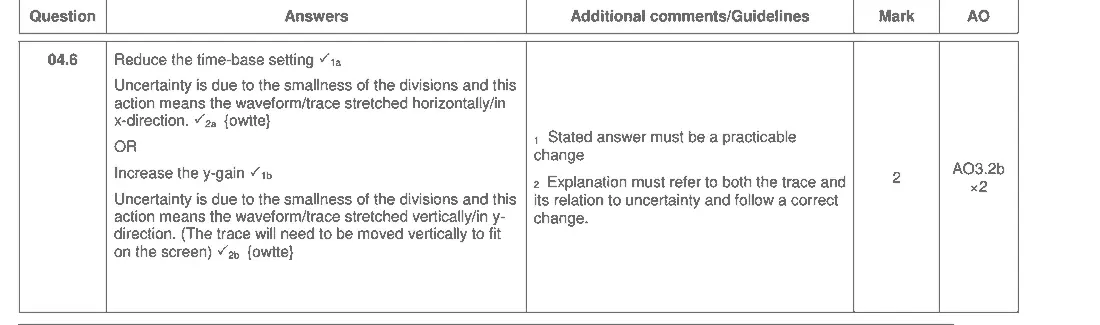 Question Answers Additional comments/Guidelines Mark AO
04.6
Reduce the time-base setting ✓1a
Uncertainty is due to the smallness of the divisions and this
action means the waveform/trace stretched horizontally/in
x-direction. ✓2a {owtte}
OR
Increase the y-gain ✓1b
Uncertainty is due to the smallness of the divisions and this
action means the waveform/trace stretched vertically/in y-
direction. (The trace will need to be moved vertically to fit
on the screen) ✓2b {owtte}
1 Stated answer must be a practicable
change
2 Explanation must refer to both the trace and
its relation to uncertainty and follow a correct
change.
2
AO3.2b
×2